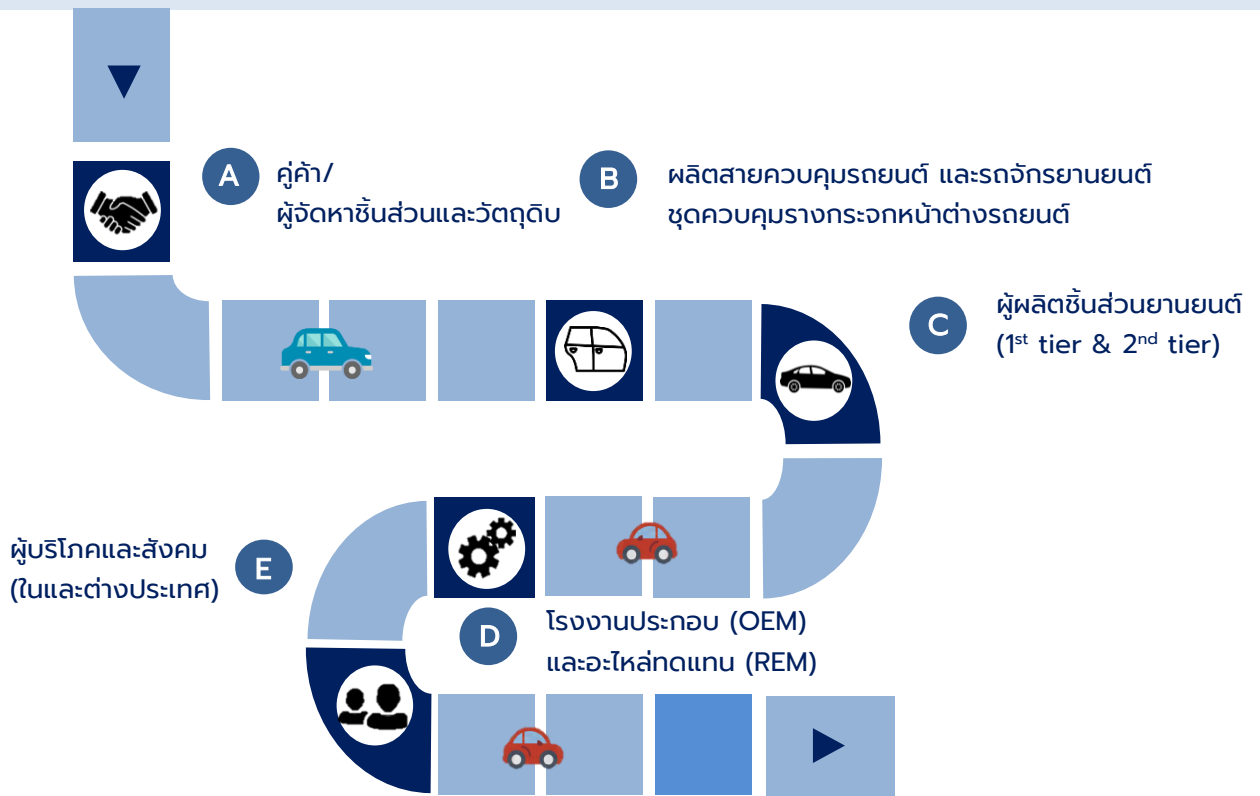 A
คู่ค้า/
ผู้จัดหาชิ้นส่วนและวัตถุดิบ
B
ผลิตสายควบคุมรถยนต์ และรถจักรยานยนต์
ชุดควบคุมรางกระจกหน้าต่างรถยนต์
C
ผู้ผลิตชิ้นส่วนยานยนต์
(1st tier & 2nd tier)
D
โรงงานประกอบ (OEM)
และอะไหล่ทดแทน (REM)
E
ผู้บริโภคและสังคม
(ในและต่างประเทศ)